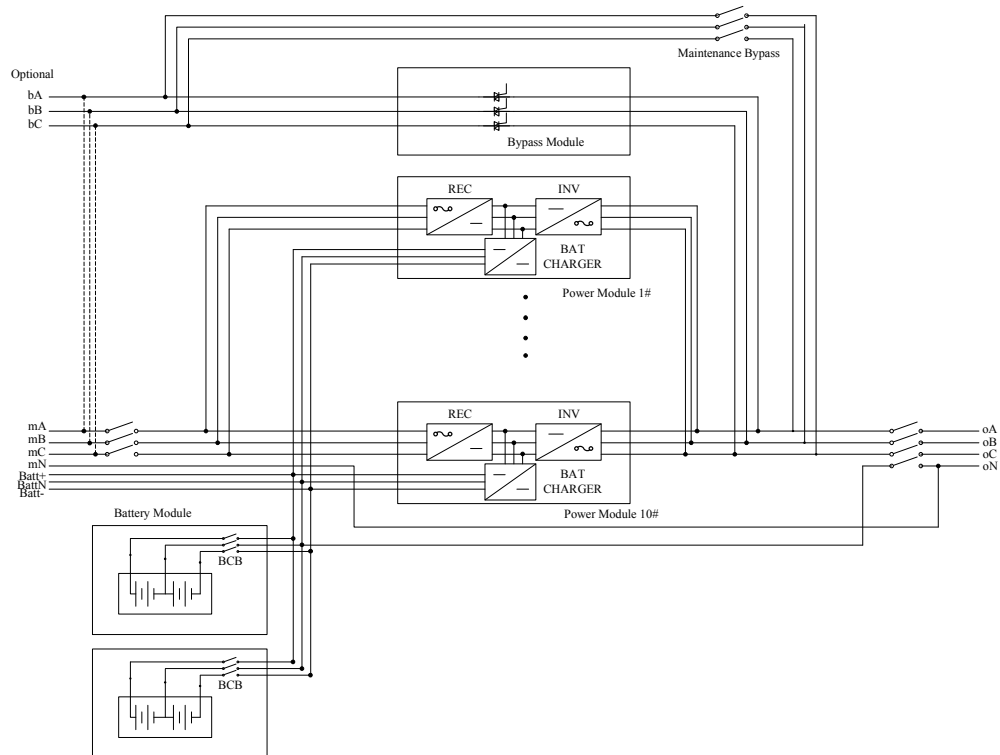 Maintenance Bypass
Optional
bA
bB
bC
Bypass Module
REC
INV
BAT
CHARGER
Power Module 1#
mA
mB
mC
mN
Batt+
BattN
Batt-
REC
INV
BAT
CHARGER
Power Module 10#
oA
oB
oC
oN
Battery Module
BCB
BCB